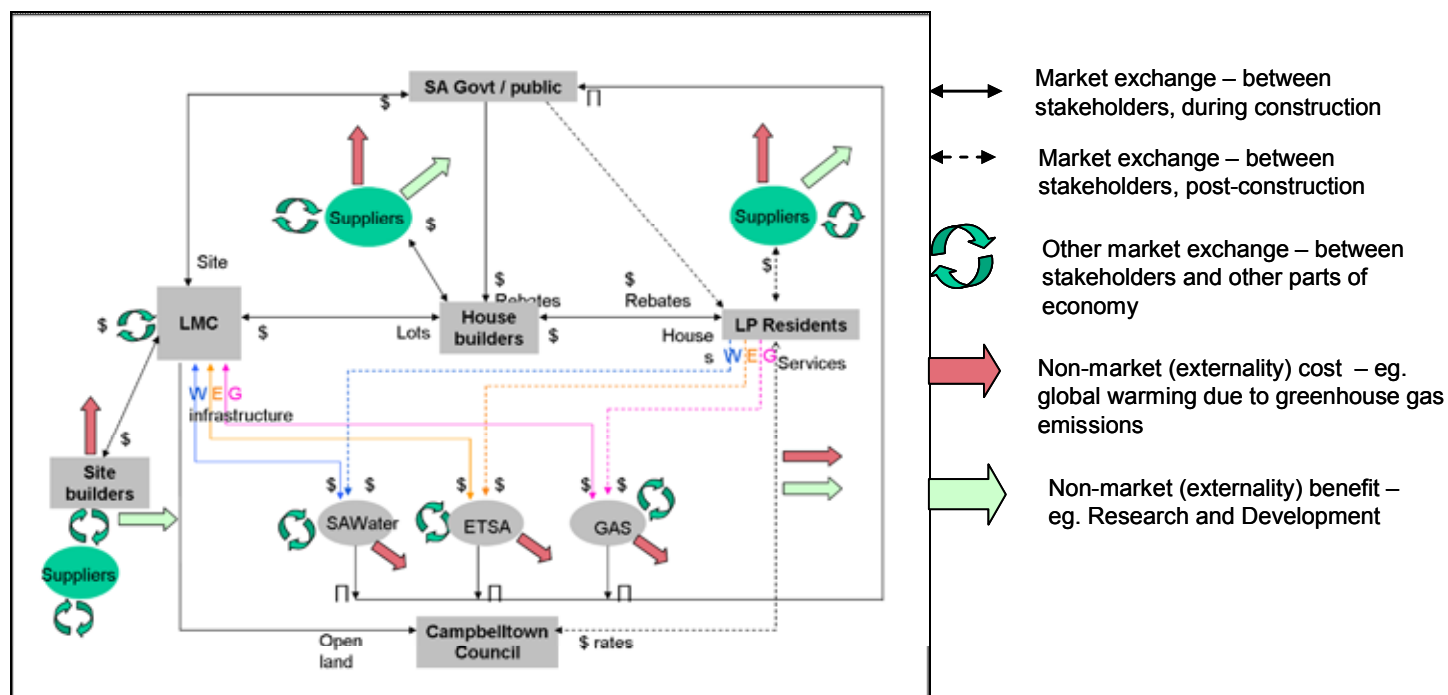 SA Govt / public
$
∏
Suppliers
$
Suppliers
$
Site
$
Rebates
$
Rebates
LMC
$
$
Lots
House
builders
$
House
s
LP Residents
W E G
Services
W E G
infrastructure
$
Site
builders
Suppliers
$ $
$ $
$ $
SAWater
ETSA
GAS
∏
∏
∏
Open
land
Campbelltown
Council
$ rates
Market exchange – between
stakeholders, during construction
Market exchange – between
stakeholders, post-construction
Other market exchange – between
stakeholders and other parts of
economy
Non-market (externality) cost – eg.
global warming due to greenhouse gas
emissions
Non-market (externality) benefit –
eg. Research and Development